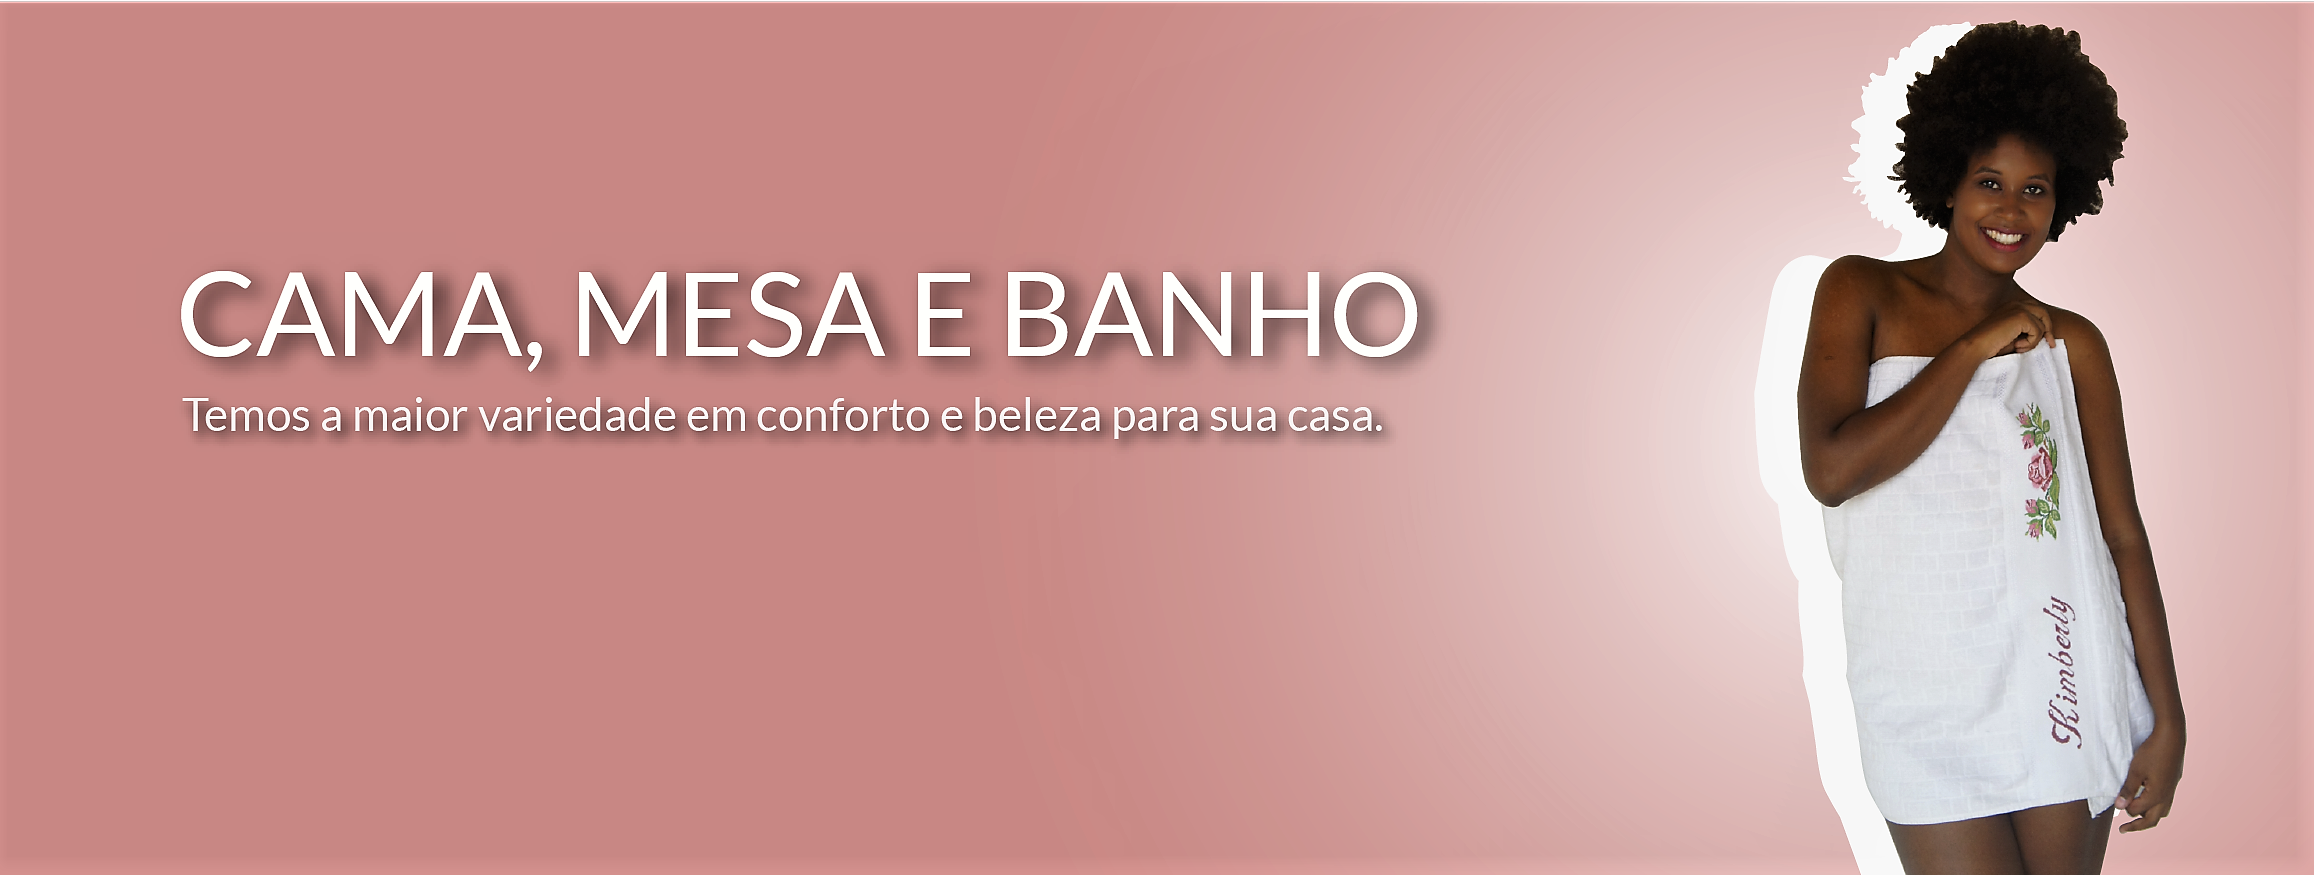 CAMA, MESA E BANHO
Temos a maior variedade em conforto e beleza para sua casa.
Kimberly